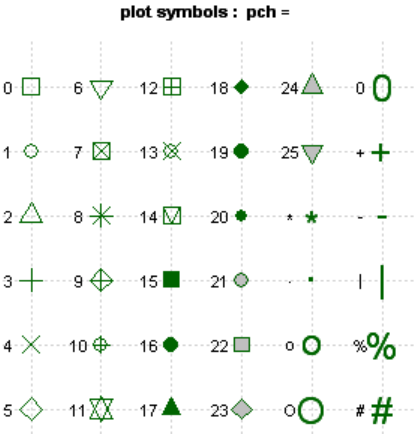 plot symbols : pch =
0 6 12 18 24 0 0
1 7 13 19 25 + +
2 8 14 20 * * - -
3 9 15 21 . . | |
4 10 16 22 o o % %
5 11 17 23 O O # #